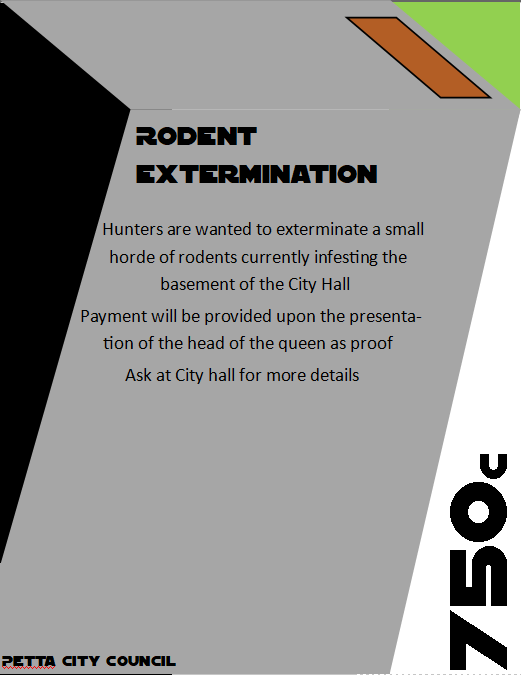 RODENT
EXTERMINATION
Hunters are wanted to exterminate a small
horde of rodents currently infesting the
basement of the City Hall
Payment will be provided upon the presenta-
tion of the head of the queen as proof
Ask at City hall for more details
750c
PETTA CITY COUNCIL